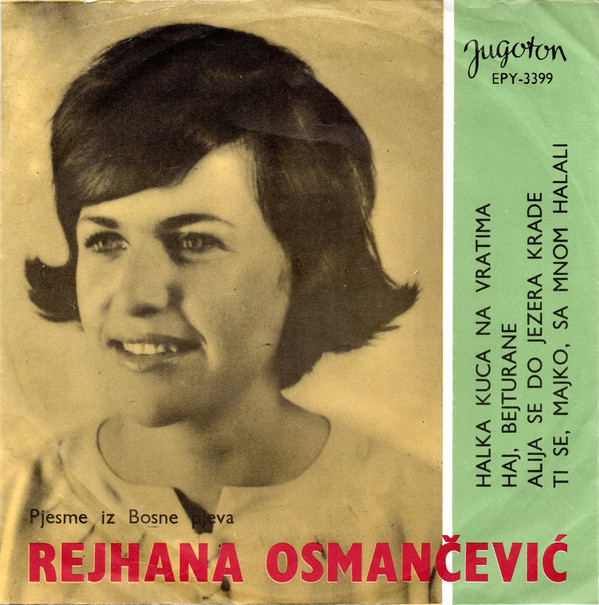 Jugoton
EPY-3399
HALKA KUCA NA VRATIMA
HAJ, BEJTURANE
ALIJA SE DO JEZERA KRADE
TI SE, MAJKO, SA MNOM HALALI
Pjesme iz Bosne pjeva
REJHANA OSMANČEVIĆ